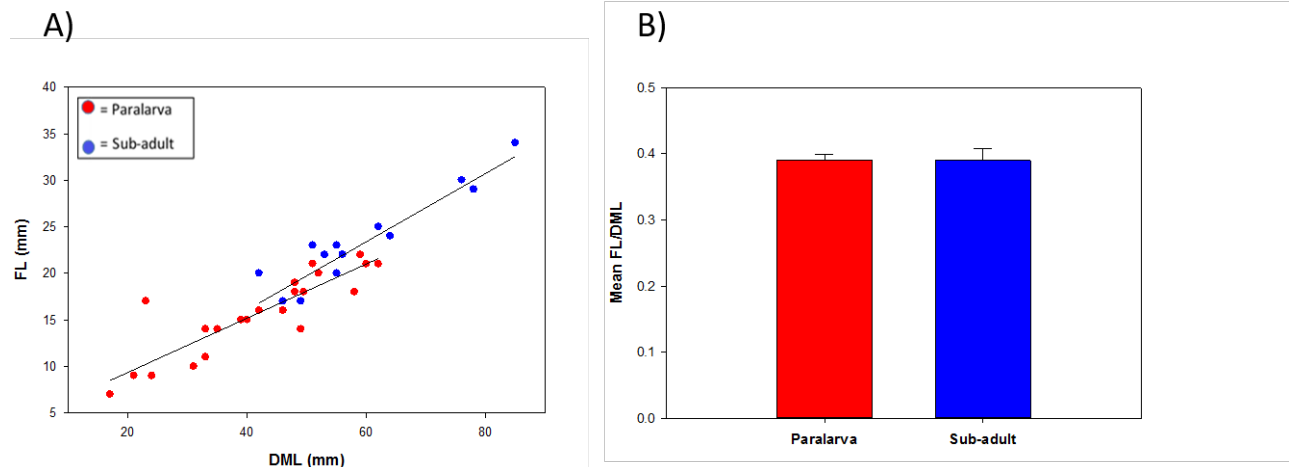 A)
40
35
30
25
20
15
10
5
FL (mm)
= Paralarva
= Sub-adult
20
40
60
80
DML (mm)
B)
0.5
0.4
0.3
0.2
0.1
0.0
Mean FL/DML
Paralarva
Sub-adult